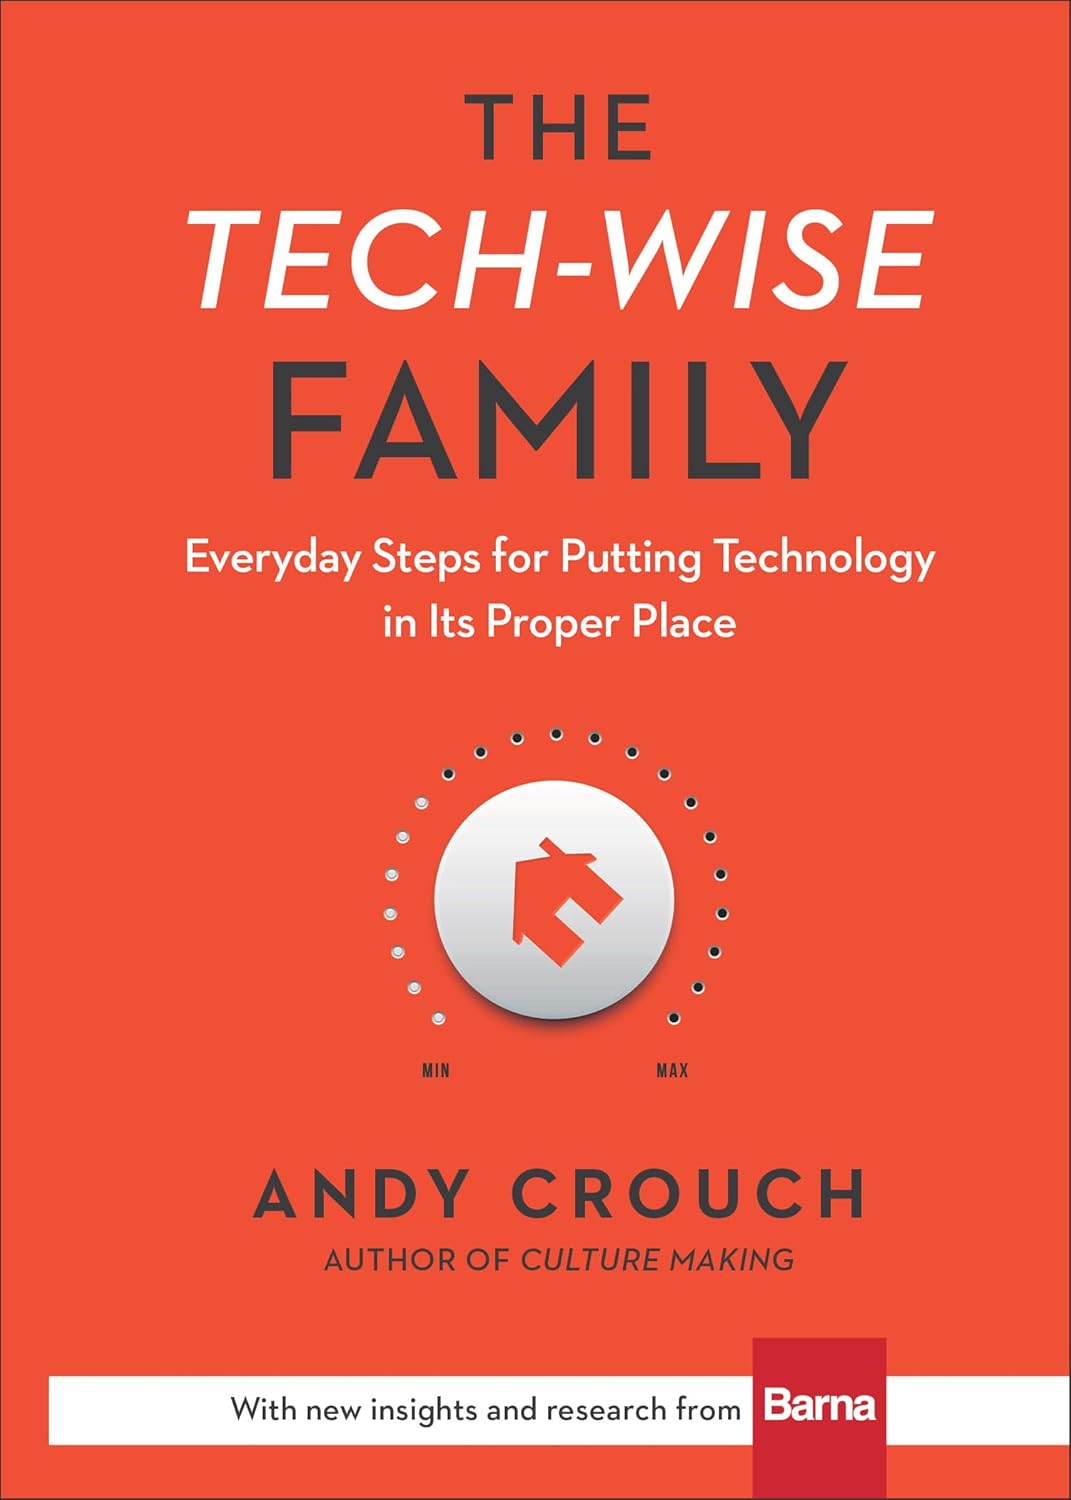 THE
TECH-WISE
FAMILY
Everyday Steps for Putting Technology
in Its Proper Place
MIN MAX
ANDY CROUCH
AUTHOR OF CULTURE MAKING
With new insights and research from Barna